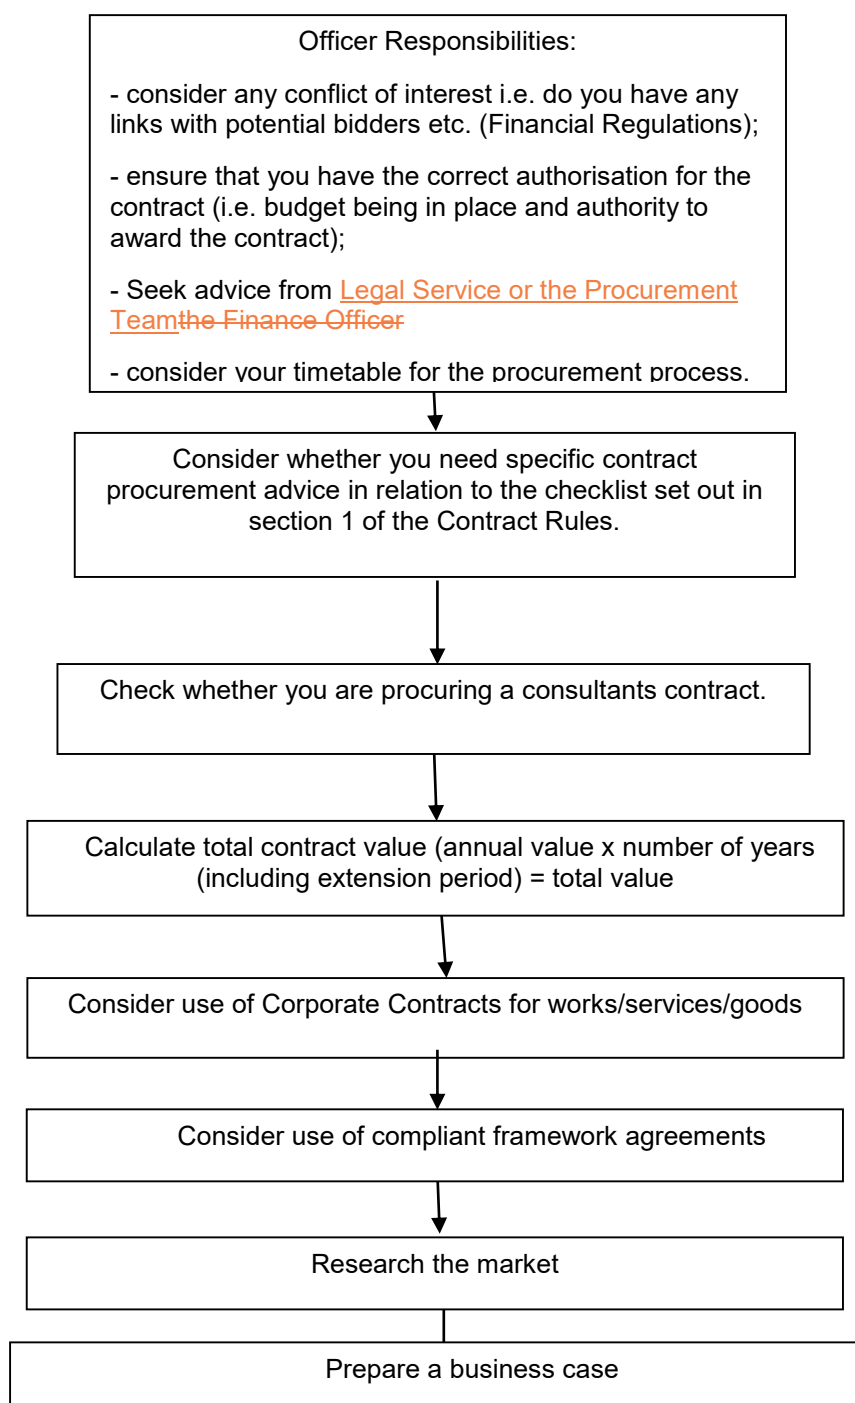 Officer Responsibilities:
- consider any conflict of interest i.e. do you have any
links with potential bidders etc. (Financial Regulations);
- ensure that you have the correct authorisation for the
contract (i.e. budget being in place and authority to
award the contract);
- Seek advice from Legal Service or the Procurement
Teamthe Finance Officer
- consider your timetable for the procurement process.
Consider whether you need specific contract
procurement advice in relation to the checklist set out in
section 1 of the Contract Rules.
Check whether you are procuring a consultants contract.
Calculate total contract value (annual value x number of years
(including extension period) = total value
Consider use of Corporate Contracts for works/services/goods
Consider use of compliant framework agreements
Research the market
Prepare a business case